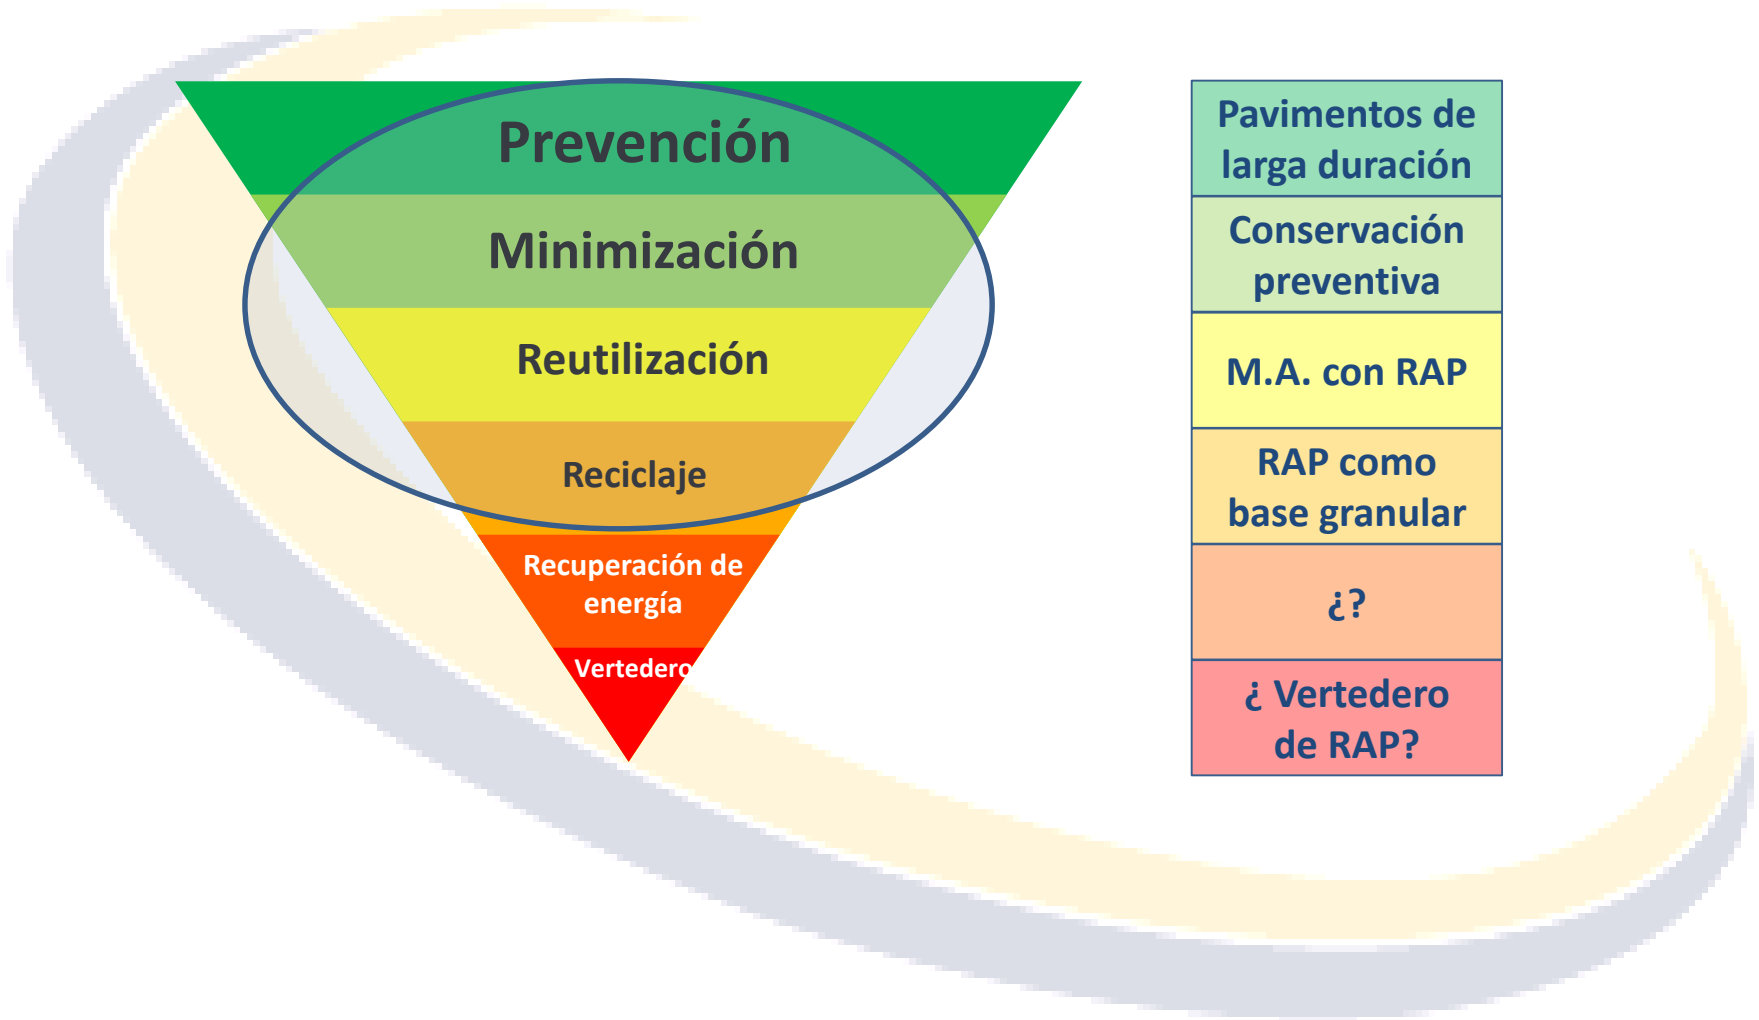 Prevención
Minimización
Reutilización
Reciclaje
Recuperación de
energía
Vertedero
Pavimentos de
larga duración
Conservación
preventiva
M.A. con RAP
RAP como
base granular
¿?
¿ Vertedero
de RAP?